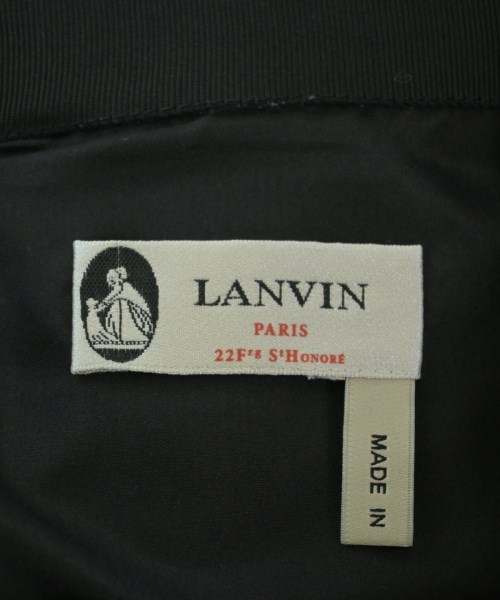 LANVIN
PARIS
22Fᵍ Sᵗ HONORÉ
MADE IN